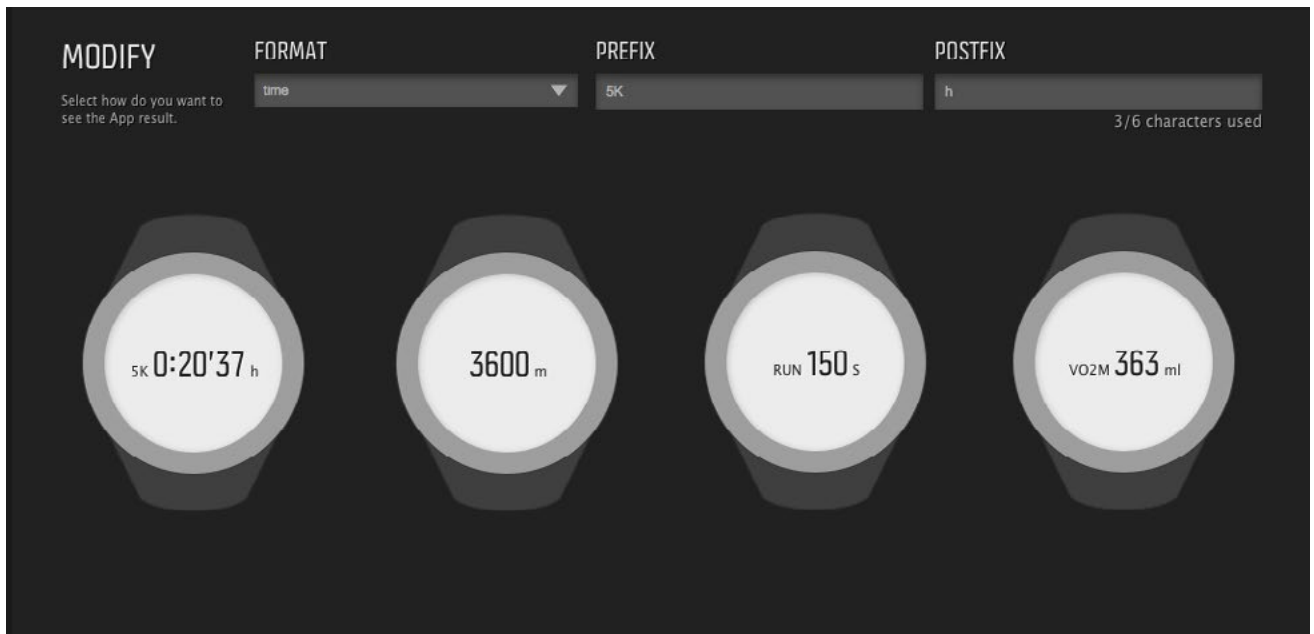 MODIFY
Select how do you want to
see the App result.
FORMAT
time
PREFIX
5K
POSTFIX
h
3/6 characters used
5K 0:20'37 h
3600 m
RUN 150 s
VO2M 363 ml